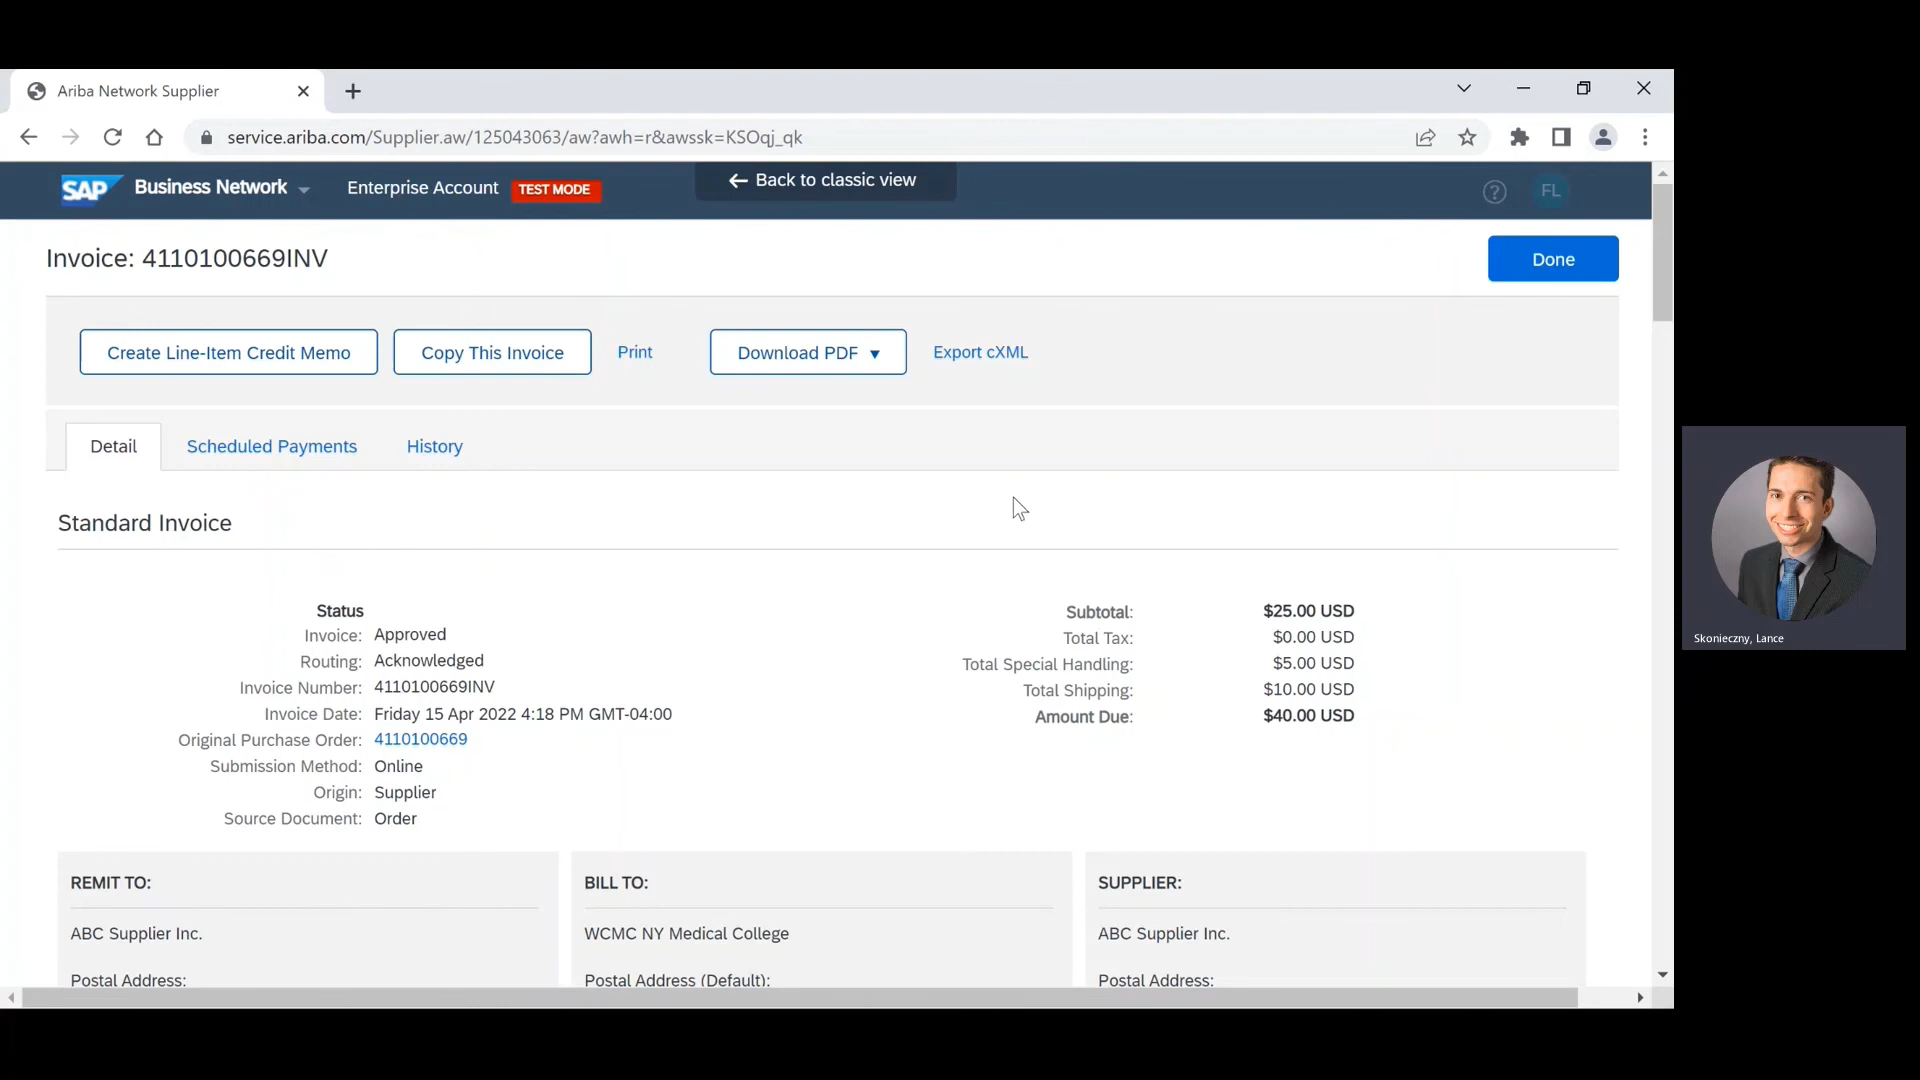 Ariba Network Supplier
service.ariba.com/Supplier.aw/125043063/aw?awh=r&awssk=KSOqj_qk
SAP Business Network Enterprise Account TEST MODE Back to classic view ? FL
Invoice: 4110100669INV Done
Create Line-Item Credit Memo Copy This Invoice Print Download PDF Export cXML
Detail Scheduled Payments History
Standard Invoice
Status
Invoice: Approved
Routing: Acknowledged
Invoice Number: 4110100669INV
Invoice Date: Friday 15 Apr 2022 4:18 PM GMT-04:00
Original Purchase Order: 4110100669
Submission Method: Online
Origin: Supplier
Source Document: Order
Subtotal: $25.00 USD
Total Tax: $0.00 USD
Total Special Handling: $5.00 USD
Total Shipping: $10.00 USD
Amount Due: $40.00 USD
REMIT TO:
ABC Supplier Inc.
Postal Address:
BILL TO:
WCMC NY Medical College
Postal Address (Default):
SUPPLIER:
ABC Supplier Inc.
Postal Address:
Skonieczny, Lance